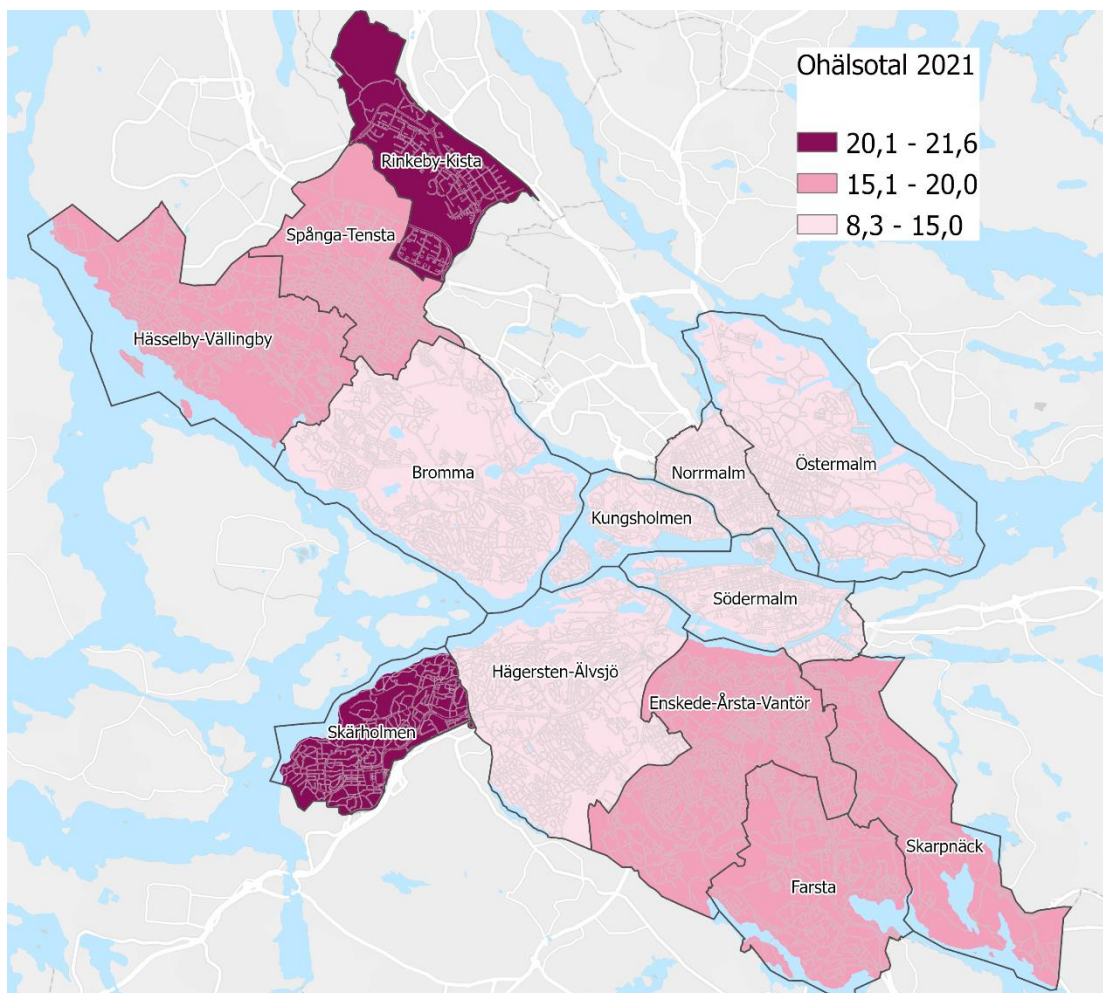 Ohälsotal 2021
20,1 - 21,6
15,1 - 20,0
8,3 - 15,0
Rinkeby-Kista
Spånga-Tensta
Hässelby-Vällingby
Bromma
Norrmalm
Östermalm
Kungsholmen
Södermalm
Hägersten-Älvsjö
Enskede-Årsta-Vantör
Skärholmen
Skarpnäck
Farsta